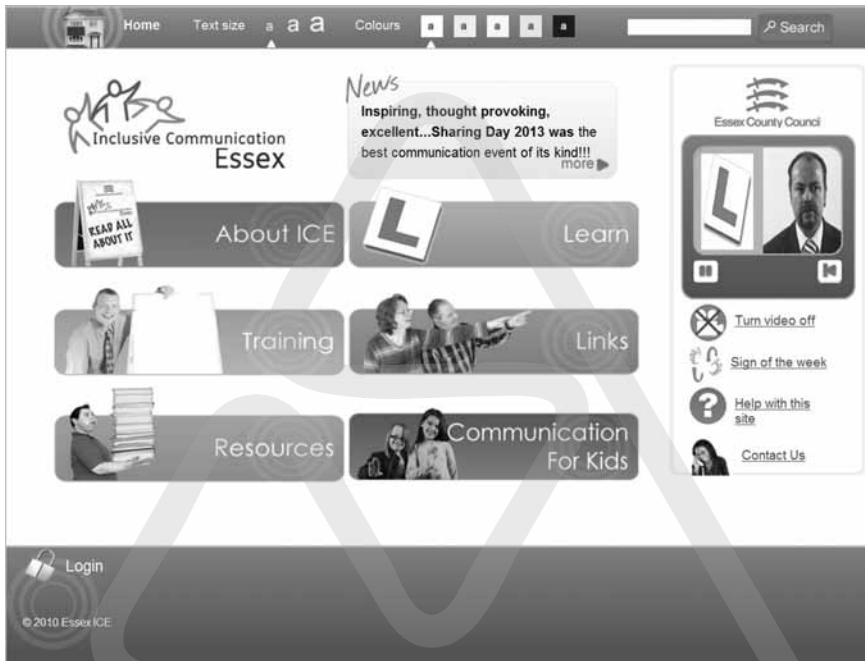 Home Text size a a a Colours a a a a a Search
Inclusive Communication
Essex
News
Inspiring, thought provoking,
excellent...Sharing Day 2013 was the
best communication event of its kind!!!
more
Essex County Council
READ ALL
ABOUT IT
About ICE
L
Learn
L
Training
Links
Resources
Communication
For Kids
Turn video off
Sign of the week
Help with this
site
Contact Us
Login
© 2010 Essex ICE